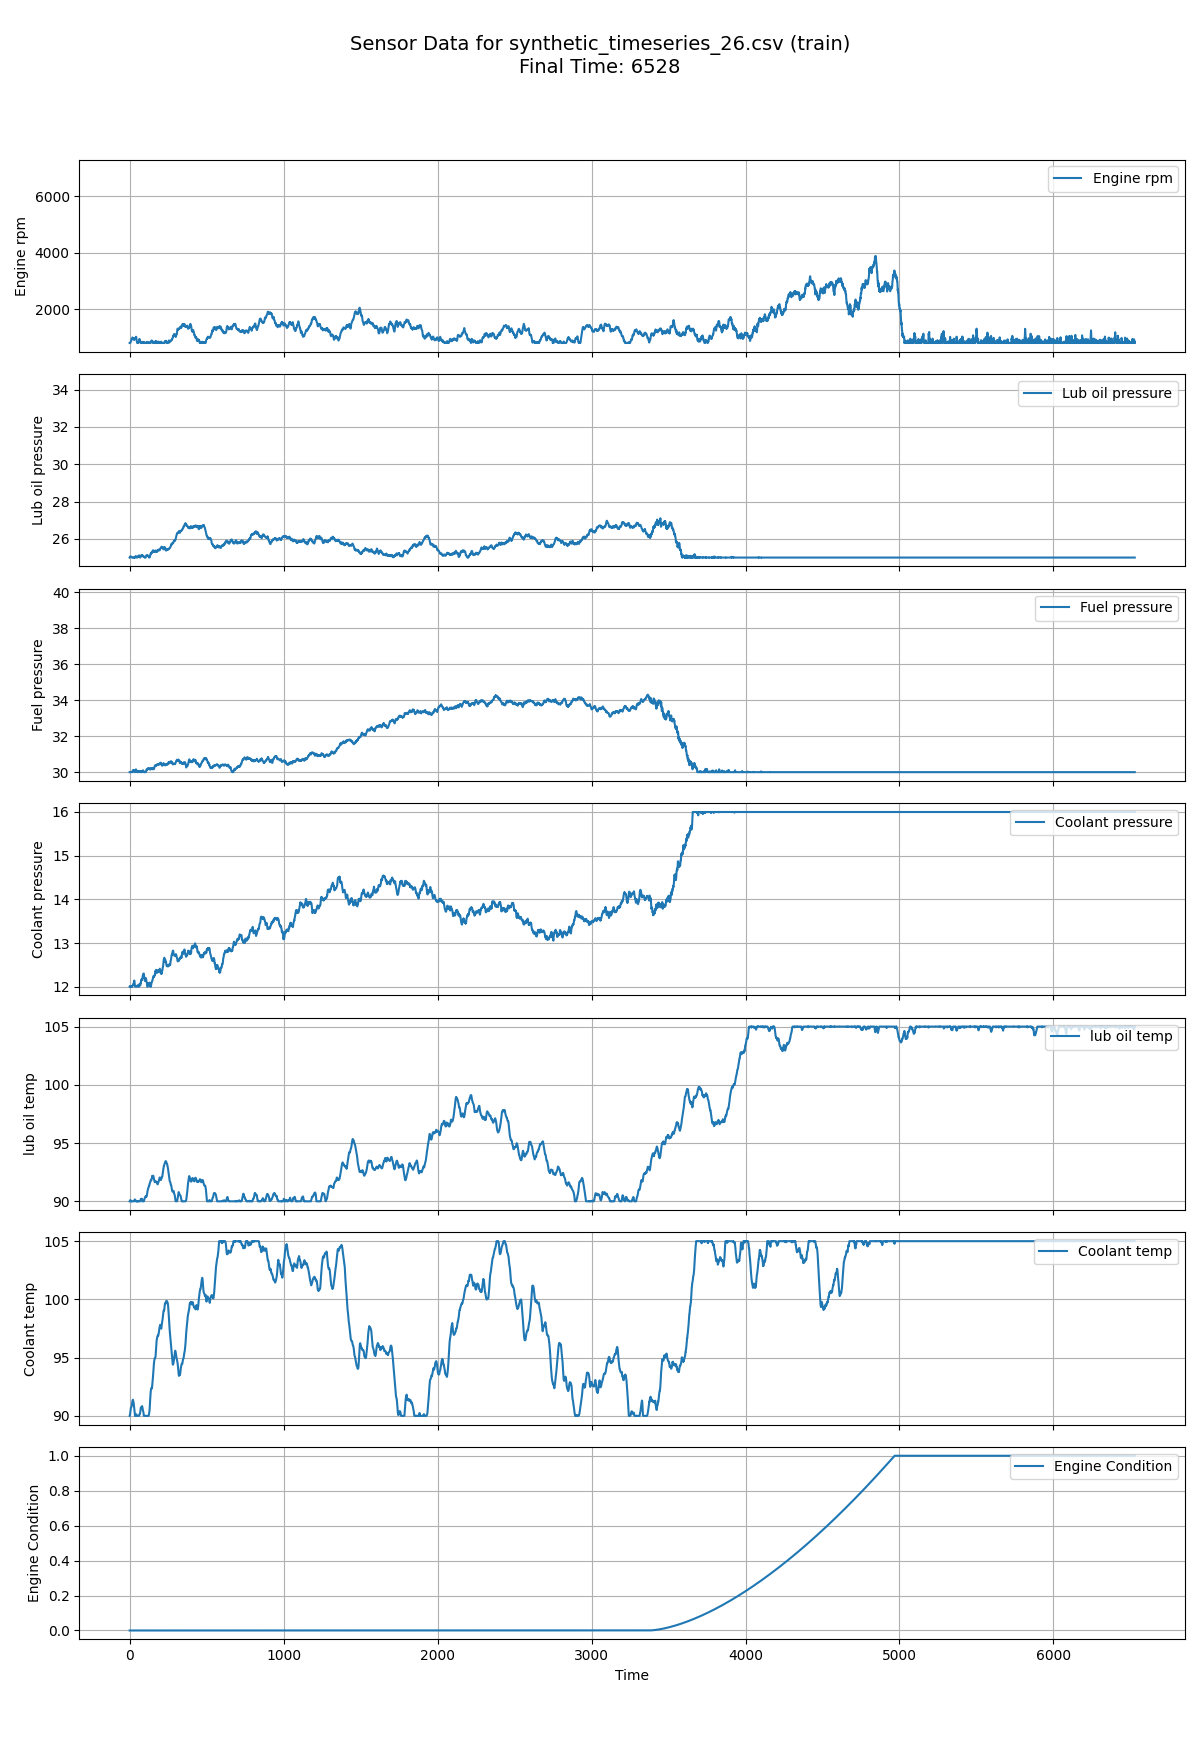 Sensor Data for synthetic_timeseries_26.csv (train)
Final Time: 6528
Engine rpm
6000
4000
2000
Engine rpm
Lub oil pressure
34
32
30
28
26
Lub oil pressure
Fuel pressure
40
38
36
34
32
30
Fuel pressure
Coolant pressure
16
15
14
13
12
Coolant pressure
lub oil temp
105
100
95
90
lub oil temp
Coolant temp
105
100
95
90
Coolant temp
Engine Condition
1.0
0.8
0.6
0.4
0.2
0.0
Engine Condition
0 1000 2000 3000 4000 5000 6000
Time